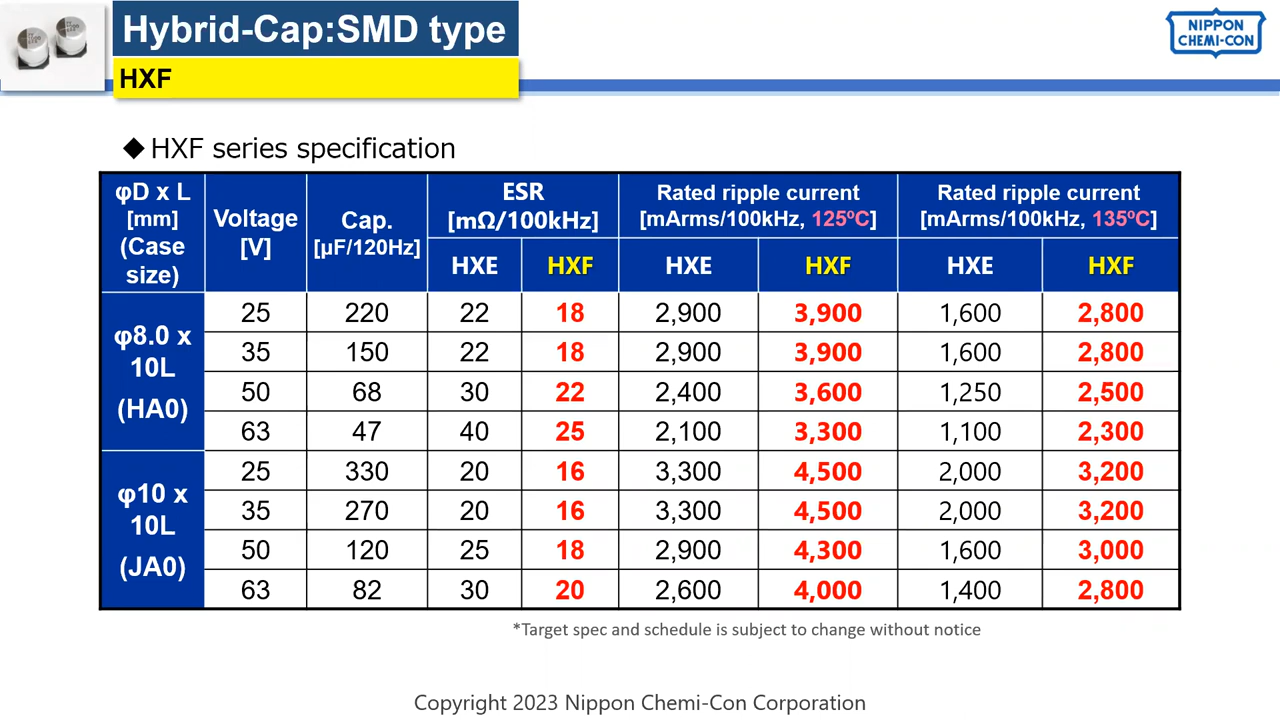 Hybrid-Cap:SMD type
HXF
NIPPON
CHEMI-CON
◆HXF series specification
φD x L [mm] (Case size) Voltage [V] Cap. [μF/120Hz] ESR [mΩ/100kHz] Rated ripple current [mArms/100kHz, 125ºC] Rated ripple current [mArms/100kHz, 135ºC]
HXE HXF HXE HXF HXE HXF
φ8.0 x 10L (HA0)
25 220 22 18 2,900 3,900 1,600 2,800
35 150 22 18 2,900 3,900 1,600 2,800
50 68 30 22 2,400 3,600 1,250 2,500
63 47 40 25 2,100 3,300 1,100 2,300
φ10 x 10L (JA0)
25 330 20 16 3,300 4,500 2,000 3,200
35 270 20 16 3,300 4,500 2,000 3,200
50 120 25 18 2,900 4,300 1,600 3,000
63 82 30 20 2,600 4,000 1,400 2,800
*Target spec and schedule is subject to change without notice
Copyright 2023 Nippon Chemi-Con Corporation